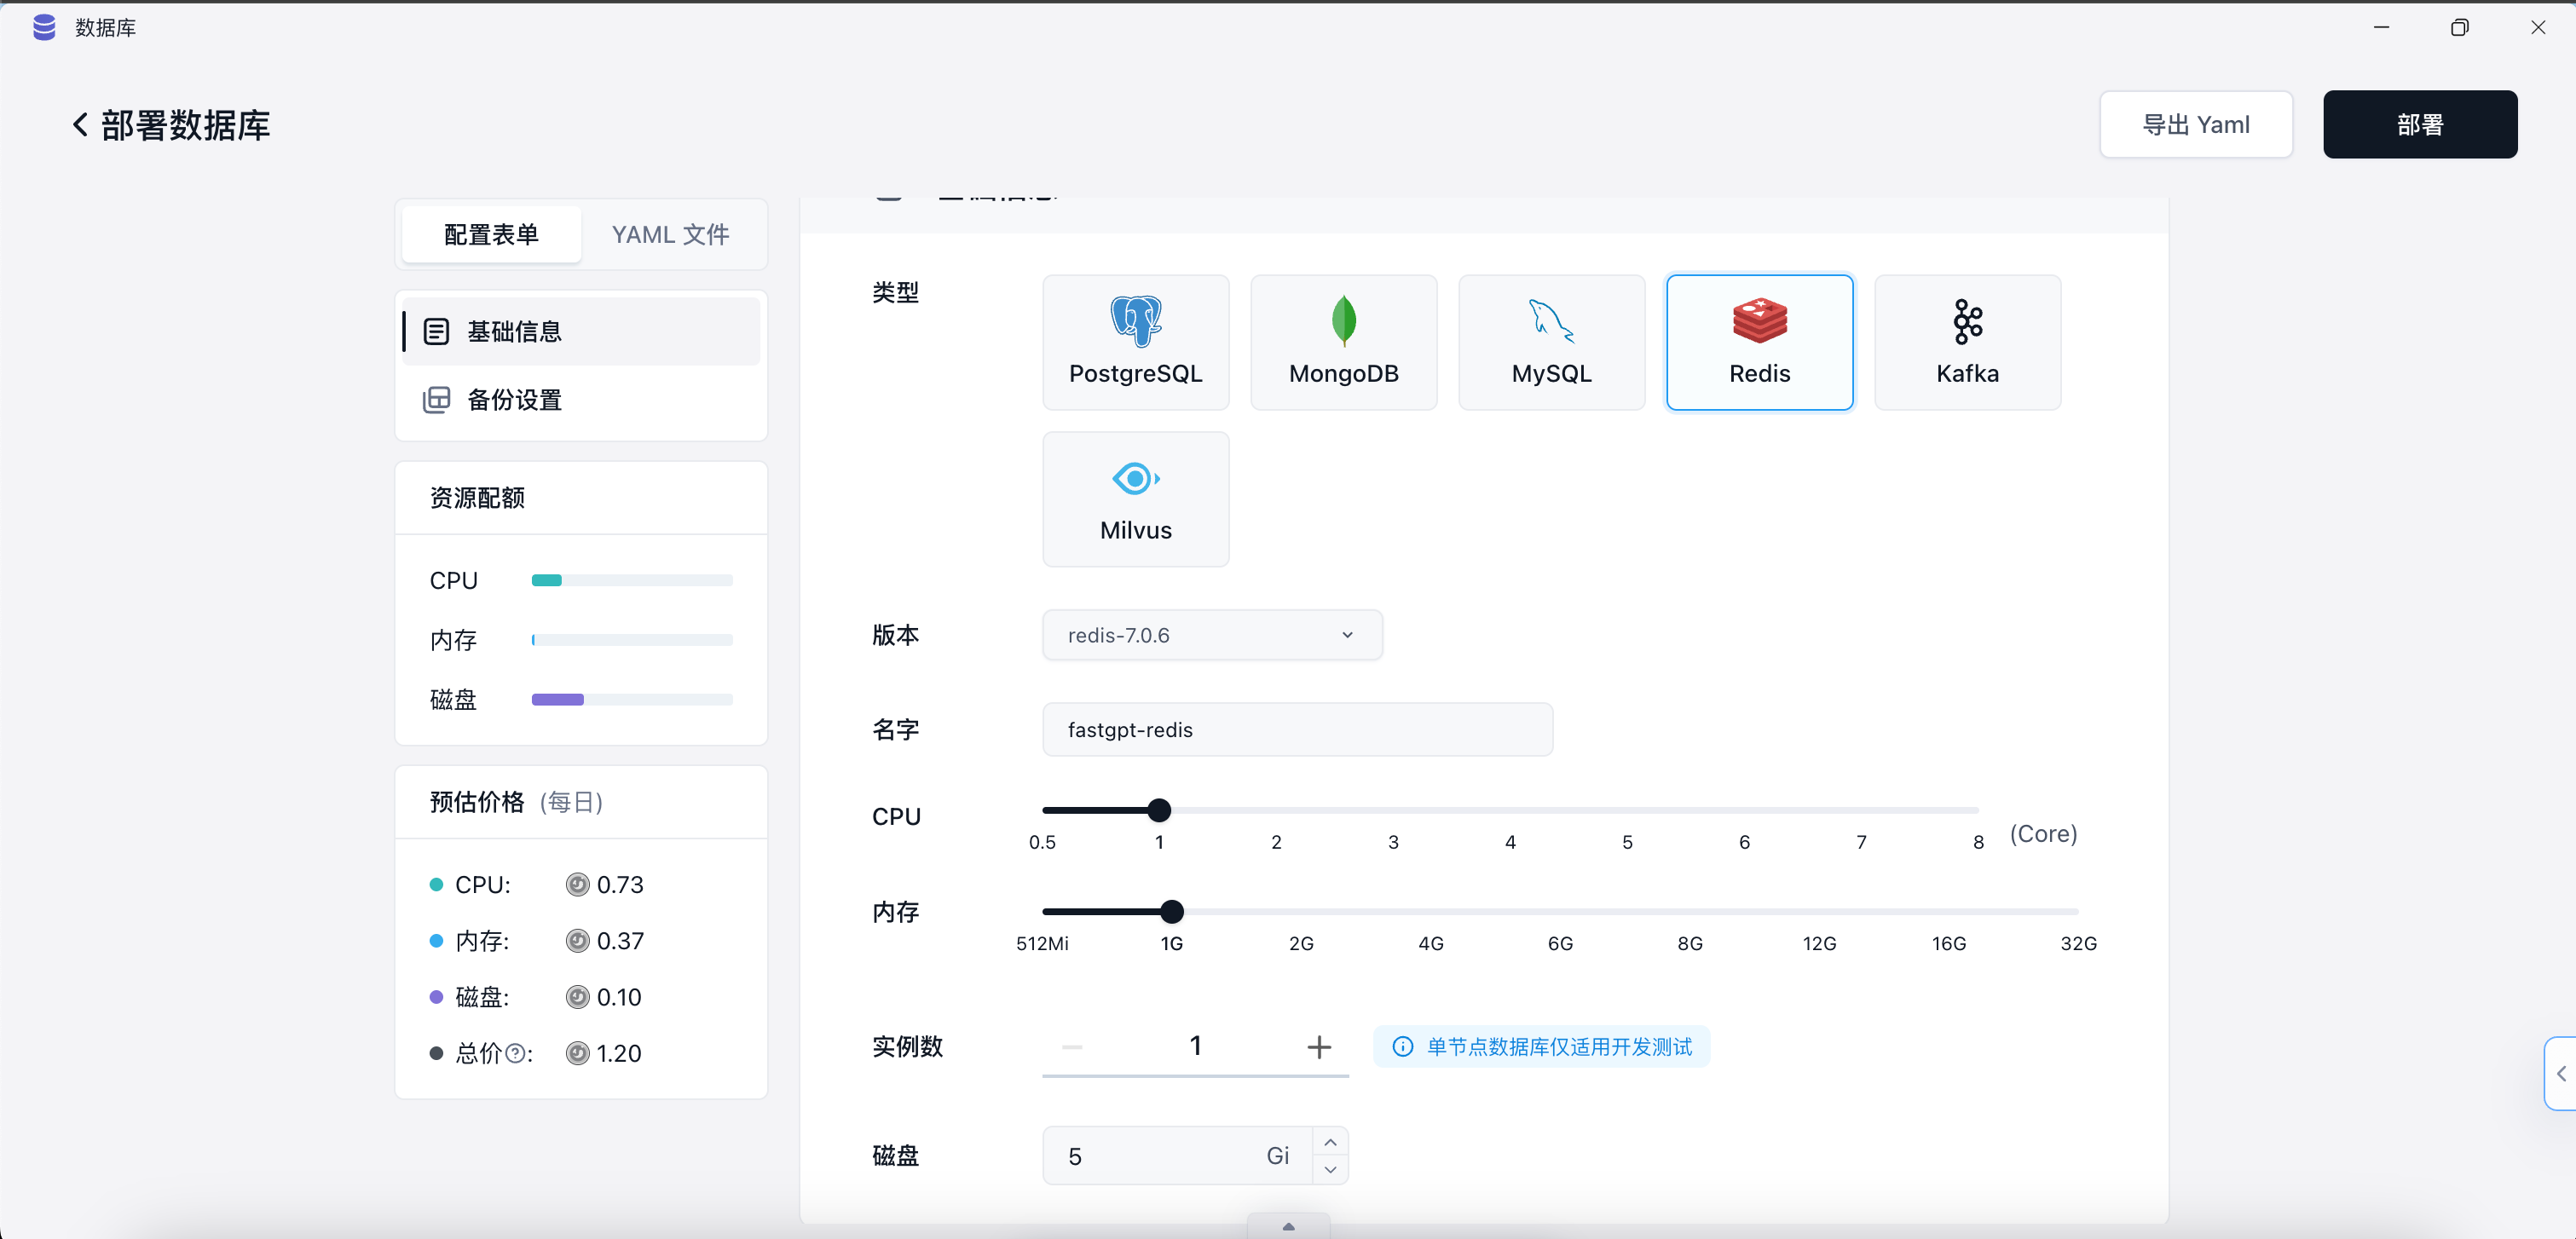 数据库
部署数据库
导出 Yaml
部署
配置表单
YAML 文件
基础信息
备份设置
资源配额
CPU
内存
磁盘
预估价格 (每日)
CPU: 0.73
内存: 0.37
磁盘: 0.10
总价?: 1.20
基础信息
类型
PostgreSQL
MongoDB
MySQL
Redis
Kafka
Milvus
版本
redis-7.0.6
名字
fastgpt-redis
CPU
0.5 1 2 3 4 5 6 7 8 (Core)
内存
512Mi 1G 2G 4G 6G 8G 12G 16G 32G
实例数
1
单节点数据库仅适用开发测试
磁盘
5 Gi